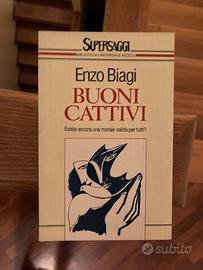 SUPERSAGGI
BIBLIOTECA UNIVERSALE RIZZOLI
Enzo Biagi
BUONI
CATTIVI
Esiste ancora una morale valida per tutti?
subito